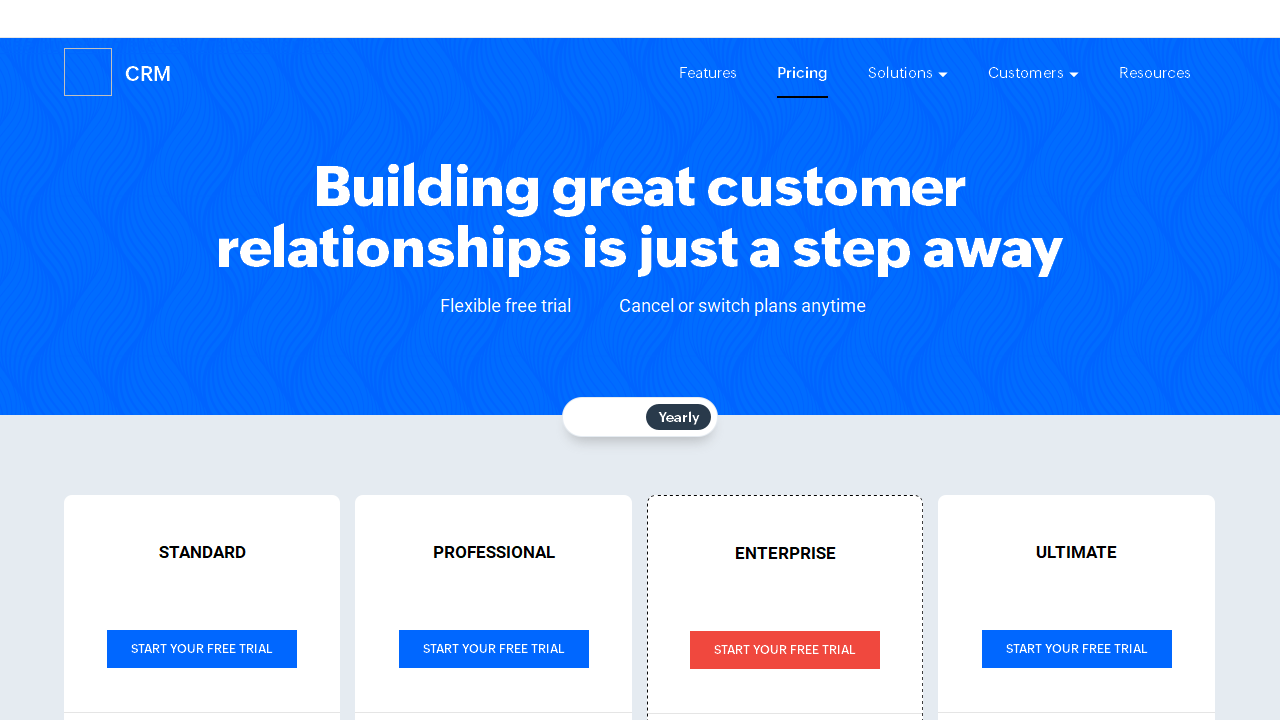 CRM
Features
Pricing
Solutions
Customers
Resources
Building great customer
relationships is just a step away
Flexible free trial
Cancel or switch plans anytime
Yearly
STANDARD
START YOUR FREE TRIAL
PROFESSIONAL
START YOUR FREE TRIAL
ENTERPRISE
START YOUR FREE TRIAL
ULTIMATE
START YOUR FREE TRIAL